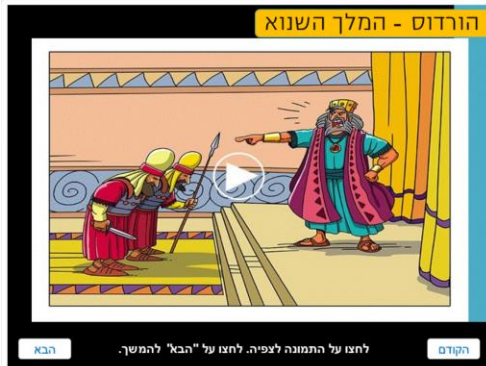 הורדוס - המלך השנוא
הקודם
לחצו על התמונה לצפיה. לחצו על "הבא" להמשך.
הבא